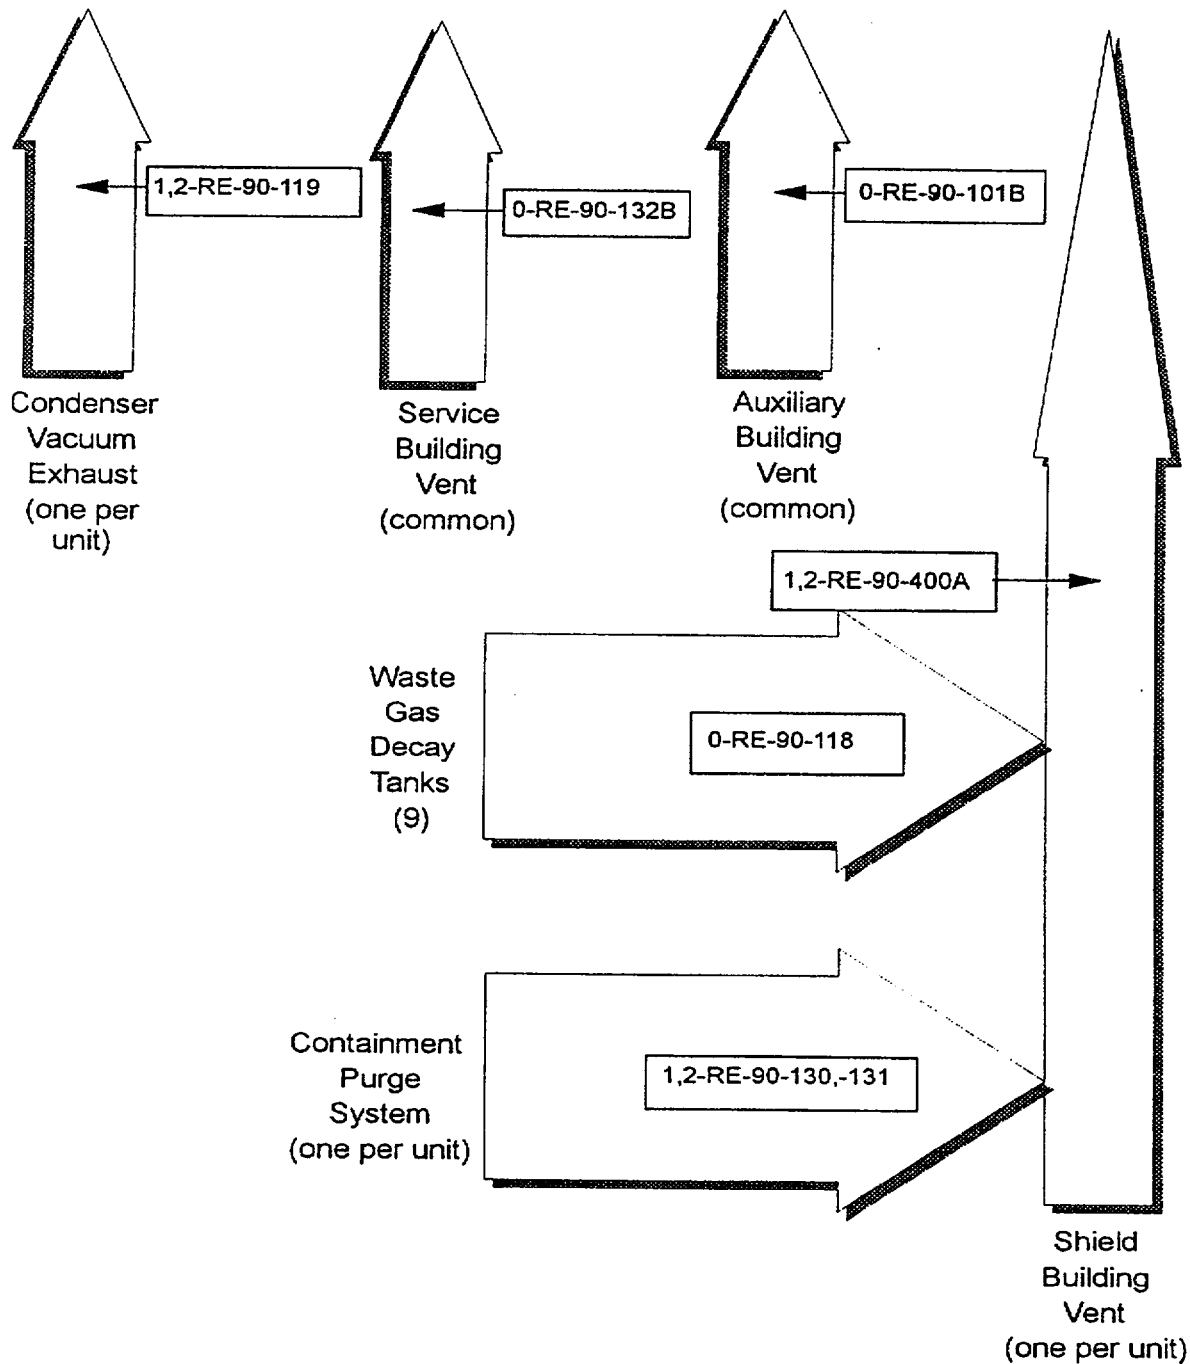 1,2-RE-90-119
0-RE-90-132B
0-RE-90-101B
Condenser
Vacuum
Exhaust
(one per
unit)
Service
Building
Vent
(common)
Auxiliary
Building
Vent
(common)
1,2-RE-90-400A
Waste
Gas
Decay
Tanks
(9)
0-RE-90-118
Containment
Purge
System
(one per unit)
1,2-RE-90-130,-131
Shield
Building
Vent
(one per unit)